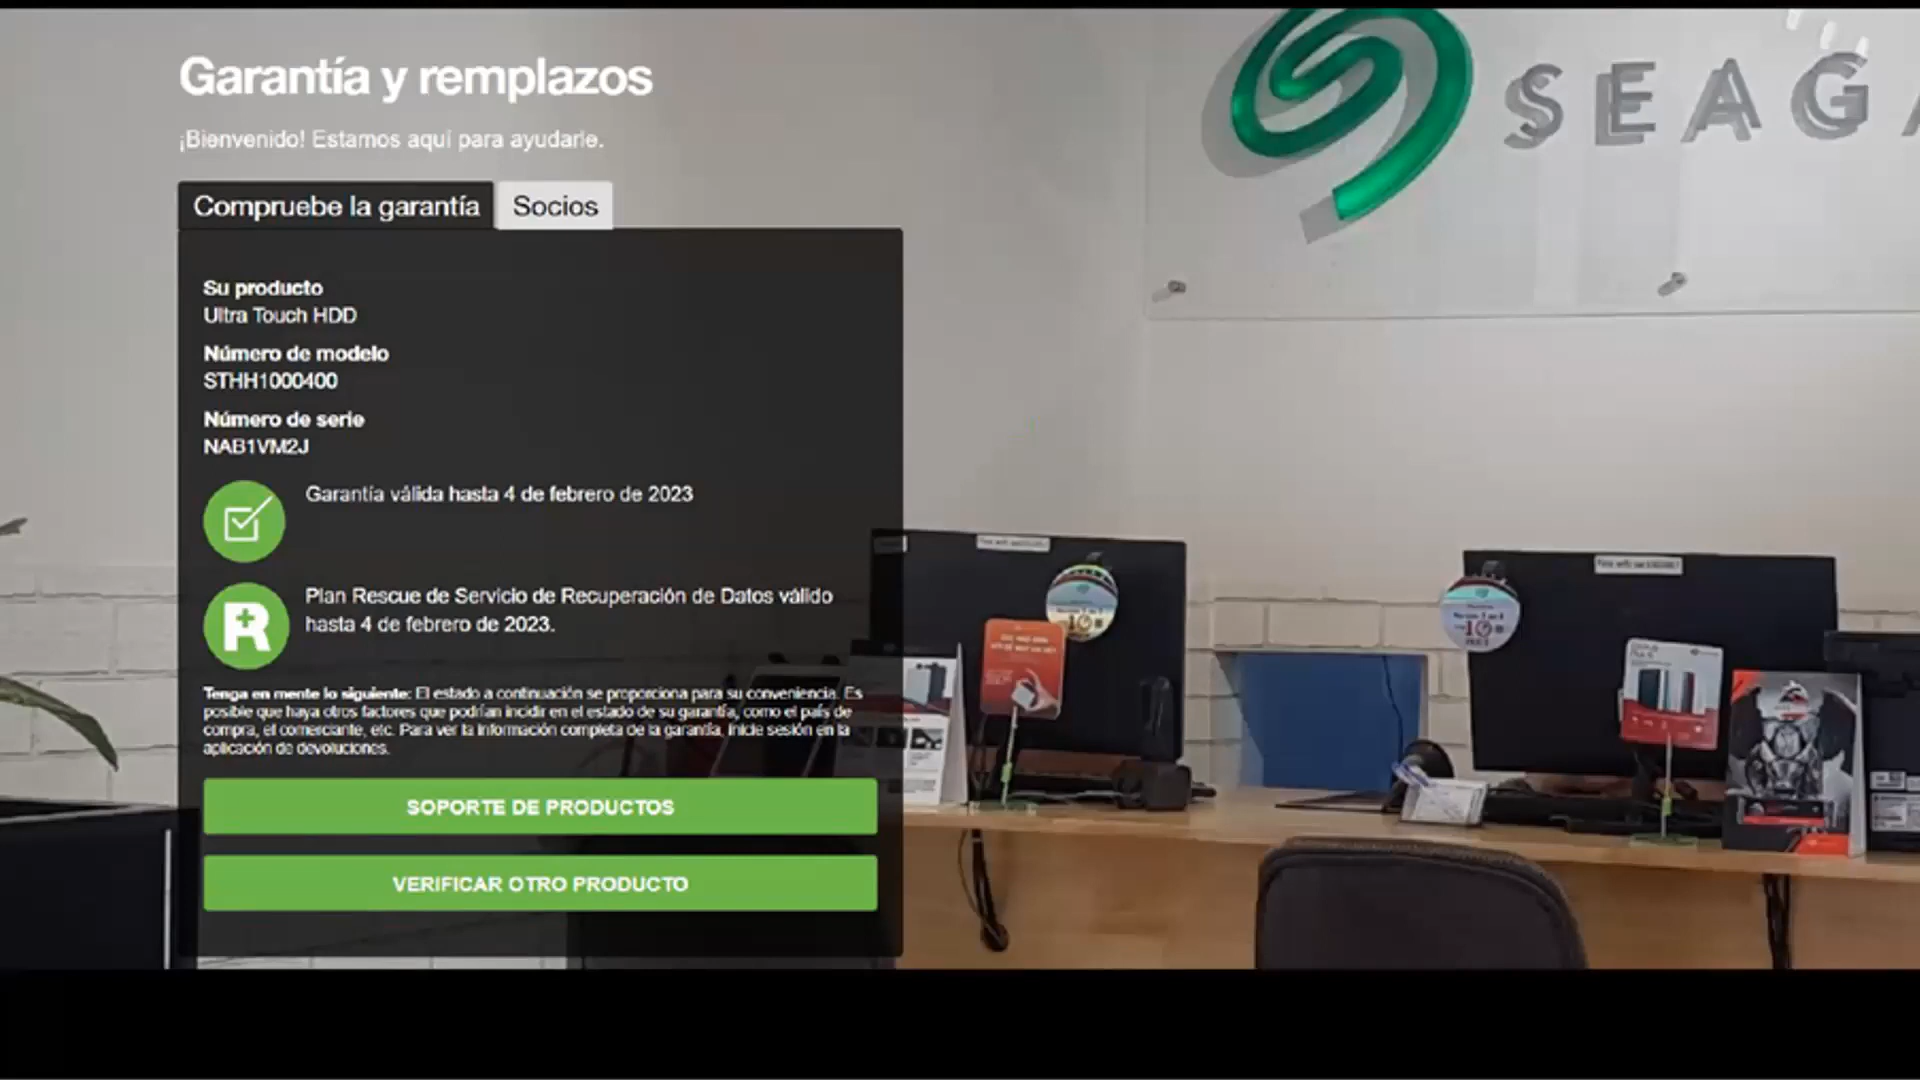 Garantía y remplazos
¡Bienvenido! Estamos aquí para ayudarle.
Compruebe la garantía
Socios
SEAGA
Su producto
Ultra Touch HDD
Número de modelo
STHH1000400
Número de serie
NAB1VM2J
Garantía válida hasta 4 de febrero de 2023
R
Plan Rescue de Servicio de Recuperación de Datos válido
hasta 4 de febrero de 2023.
Tenga en mente lo siguiente: El estado a continuación se proporciona para su conveniencia. Es
posible que haya otros factores que podrían incidir en el estado de su garantía, como el país de
compra, el comerciante, etc. Para ver la información completa de la garantía, inicie sesión en la
aplicación de devoluciones.
SOPORTE DE PRODUCTOS
VERIFICAR OTRO PRODUCTO